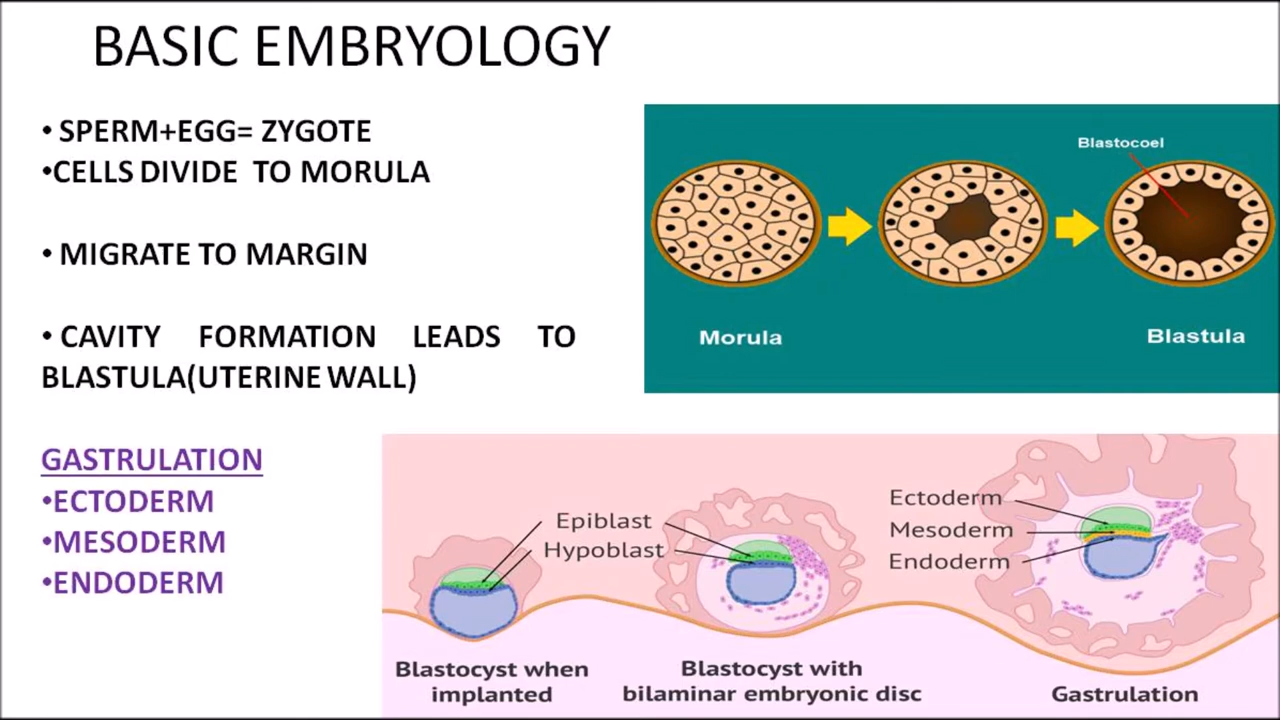 BASIC EMBRYOLOGY
• SPERM+EGG= ZYGOTE
•CELLS DIVIDE TO MORULA
• MIGRATE TO MARGIN
• CAVITY FORMATION LEADS TO
BLASTULA(UTERINE WALL)
GASTRULATION
•ECTODERM
•MESODERM
•ENDODERM
Blastocoel
Morula
Blastula
Epiblast
Hypoblast
Ectoderm
Mesoderm
Endoderm
Blastocyst when
implanted
Blastocyst with
bilaminar embryonic disc
Gastrulation